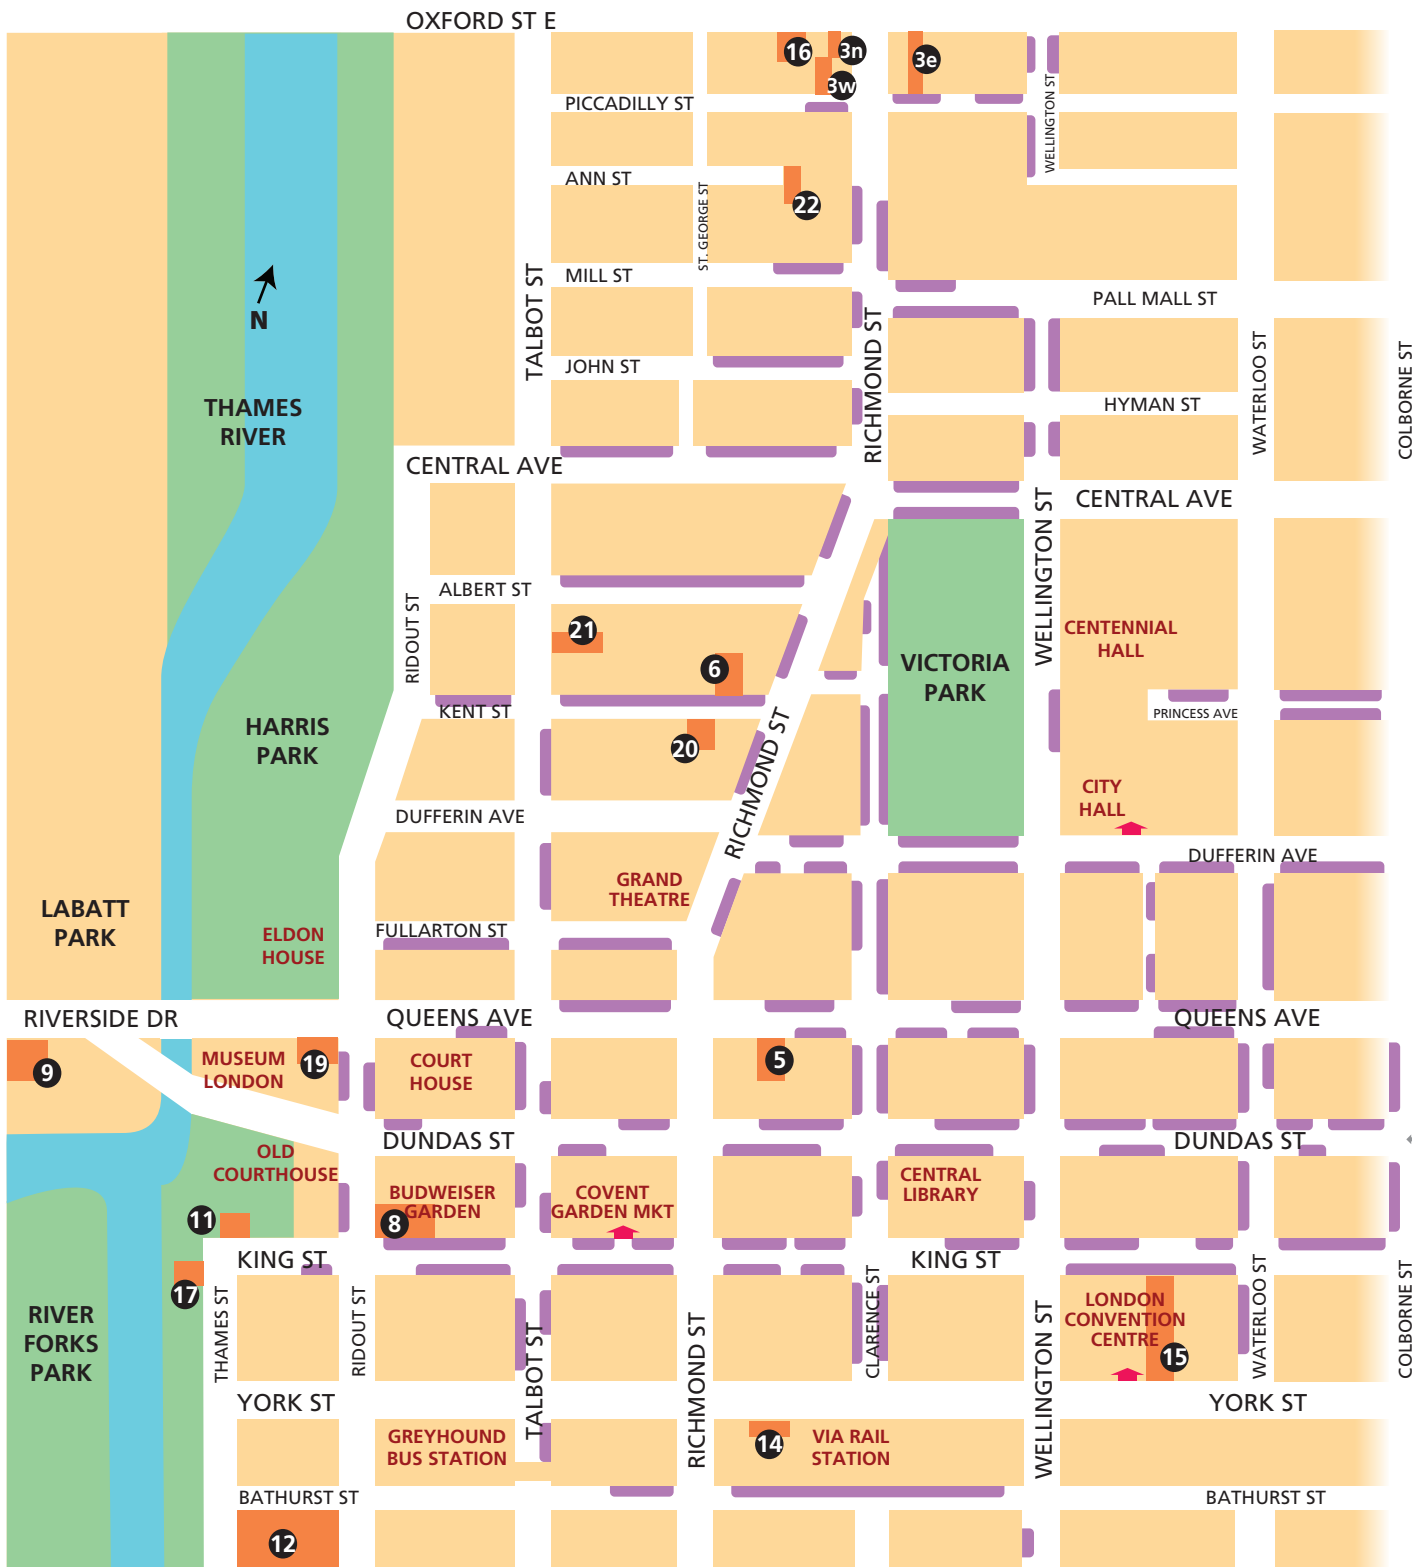 OXFORD ST E
16
3n
3e
3w
PICCADILLY ST
WELLINGTON ST
ANN ST
ST. GEORGE ST
22
MILL ST
TALBOT ST
PALL MALL ST
N
RICHMOND ST
JOHN ST
WATERLOO ST
COLBORNE ST
THAMES
RIVER
HYMAN ST
CENTRAL AVE
CENTRAL AVE
WELLINGTON ST
ALBERT ST
RIDOUT ST
21
6
CENTENNIAL
HALL
VICTORIA
PARK
KENT ST
PRINCESS AVE
HARRIS
PARK
20
RICHMOND ST
CITY
HALL
DUFFERIN AVE
DUFFERIN AVE
GRAND
THEATRE
LABATT
PARK
ELDON
HOUSE
FULLARTON ST
RIVERSIDE DR
QUEENS AVE
QUEENS AVE
9
MUSEUM
LONDON
19
COURT
HOUSE
5
DUNDAS ST
DUNDAS ST
OLD
COURTHOUSE
BUDWEISER
GARDEN
8
COVENT
GARDEN MKT
CENTRAL
LIBRARY
11
KING ST
KING ST
17
THAMES ST
RIDOUT ST
TALBOT ST
RICHMOND ST
CLARENCE ST
WELLINGTON ST
WATERLOO ST
COLBORNE ST
RIVER
FORKS
PARK
LONDON
CONVENTION
CENTRE
15
YORK ST
YORK ST
GREYHOUND
BUS STATION
14
VIA RAIL
STATION
BATHURST ST
BATHURST ST
12